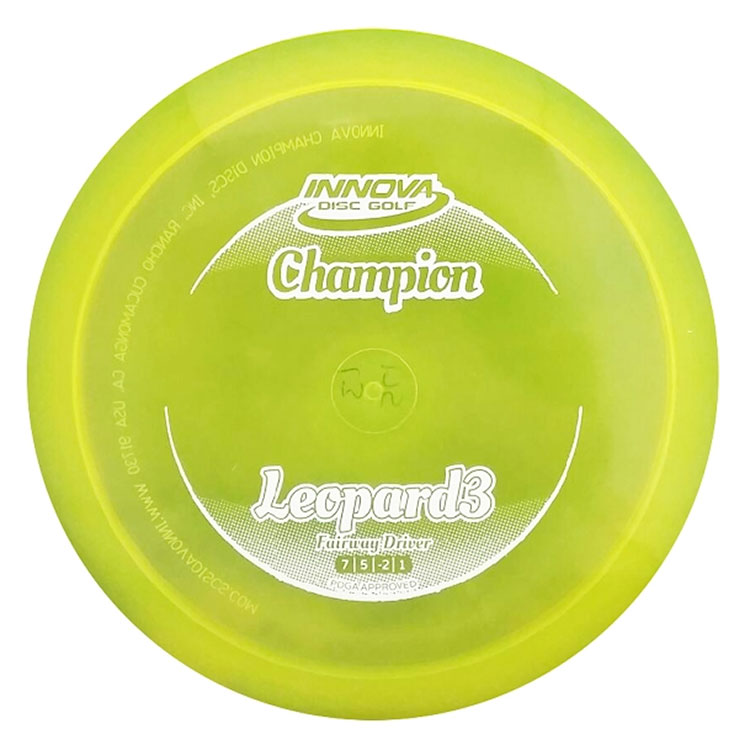 INNOVA
DISC GOLF
Champion
Leopard3
Fairway Driver
7 | 5 | -2 | 1
PDGA APPROVED
INNOVA CHAMPION DISCS, INC. RANCHO CUCAMONGA CA. USA 91730 WWW.INNOVADISCS.COM